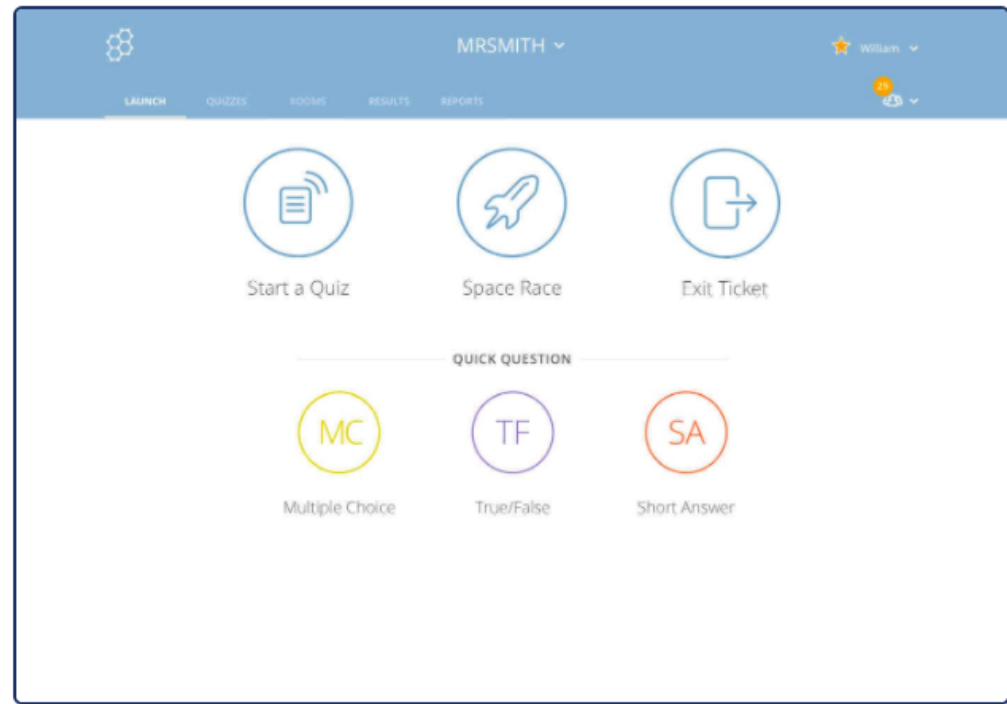 MRSMITH
William
LAUNCH QUIZZES ROOMS RESULTS REPORTS
25
Start a Quiz Space Race Exit Ticket
QUICK QUESTION
MC TF SA
Multiple Choice True/False Short Answer